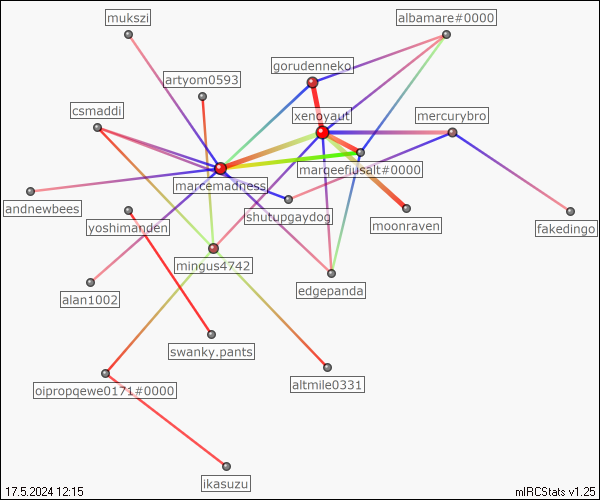 mukszi
albamare#0000
gorudenneko
artyom0593
csmaddi
xenoyaut
mercurybro
marqeefiusalt#0000
marcemadness
andnewbees
shutupgaydog
yoshimanden
moonraven
fakedingo
mingus4742
alan1002
edgepanda
swanky.pants
oipropqewe0171#0000
altmile0331
ikasuzu
17.5.2024 12:15
mIRCStats v1.25